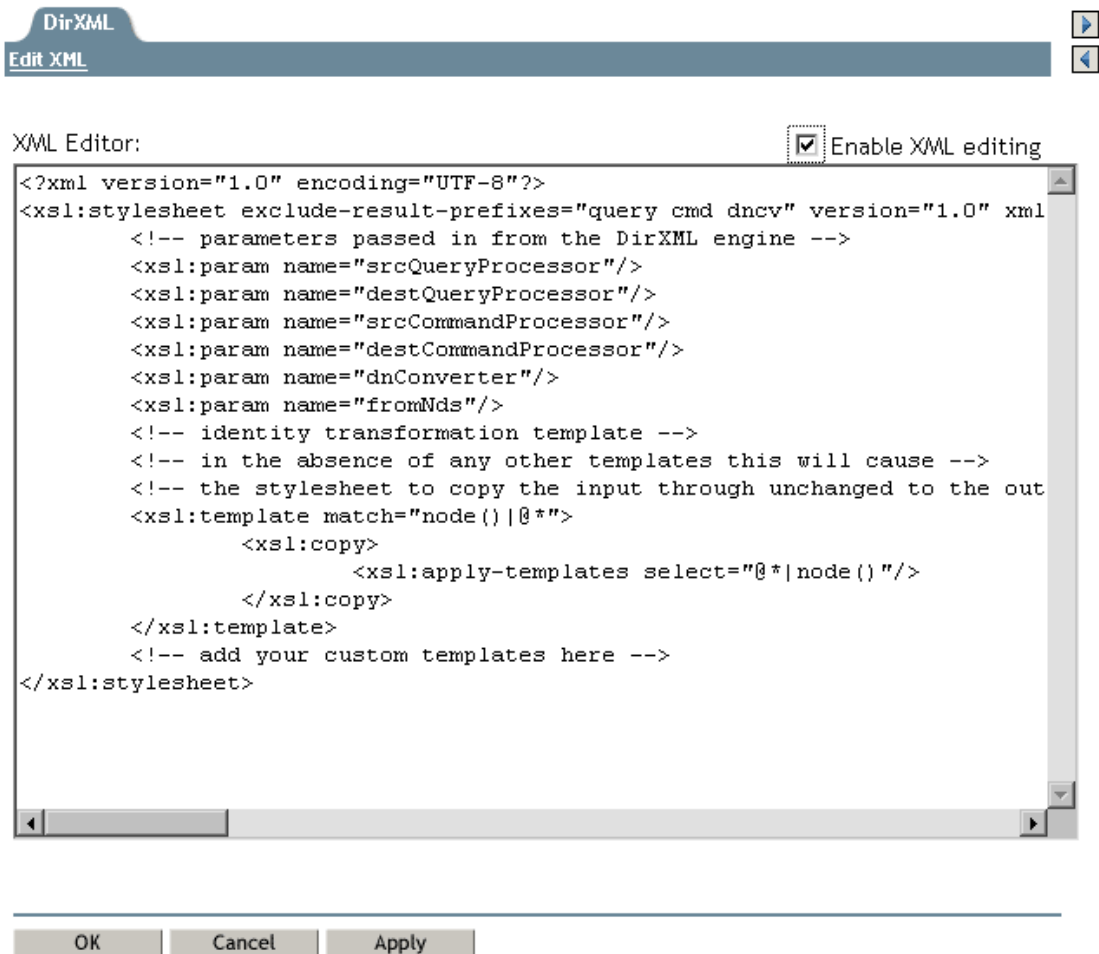 DirXML
Edit XML
XML Editor:
Enable XML editing
<?xml version="1.0" encoding="UTF-8"?>
<xsl:stylesheet exclude-result-prefixes="query cmd dncv" version="1.0" xml
<!-- parameters passed in from the DirXML engine -->
<xsl:param name="srcQueryProcessor"/>
<xsl:param name="destQueryProcessor"/>
<xsl:param name="srcCommandProcessor"/>
<xsl:param name="destCommandProcessor"/>
<xsl:param name="dnConverter"/>
<xsl:param name="fromNds"/>
<!-- identity transformation template -->
<!-- in the absence of any other templates this will cause -->
<!-- the stylesheet to copy the input through unchanged to the out
<xsl:template match="node()|@*">
<xsl:copy>
<xsl:apply-templates select="@*|node()"/>
</xsl:copy>
</xsl:template>
<!-- add your custom templates here -->
</xsl:stylesheet>
OK Cancel Apply